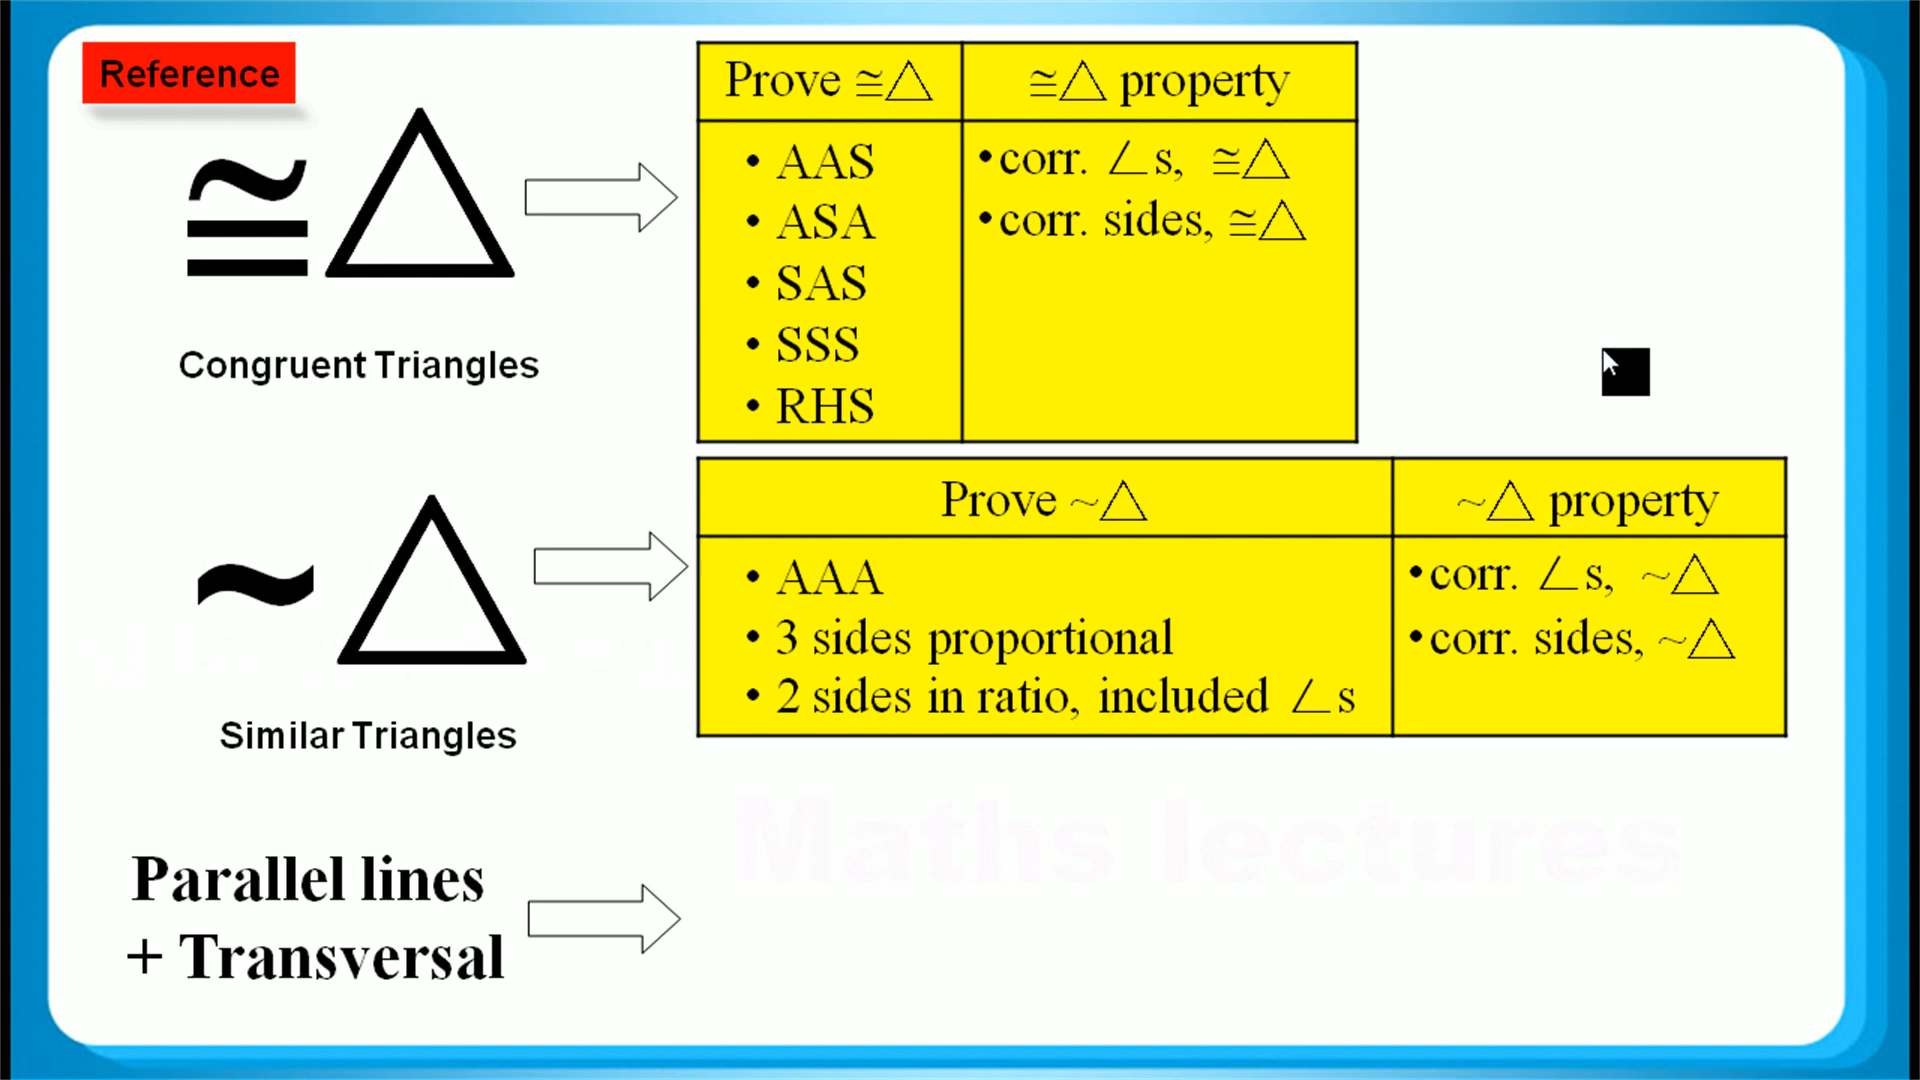 Reference
Prove ≅△
≅△ property
• AAS
• ASA
• SAS
• SSS
• RHS
•corr. ∠s, ≅△
•corr. sides, ≅△
≅△
Congruent Triangles
Prove ~△
~△ property
• AAA
• 3 sides proportional
• 2 sides in ratio, included ∠s
•corr. ∠s, ~△
•corr. sides, ~△
~△
Similar Triangles
Maths lectures
Parallel lines
+ Transversal